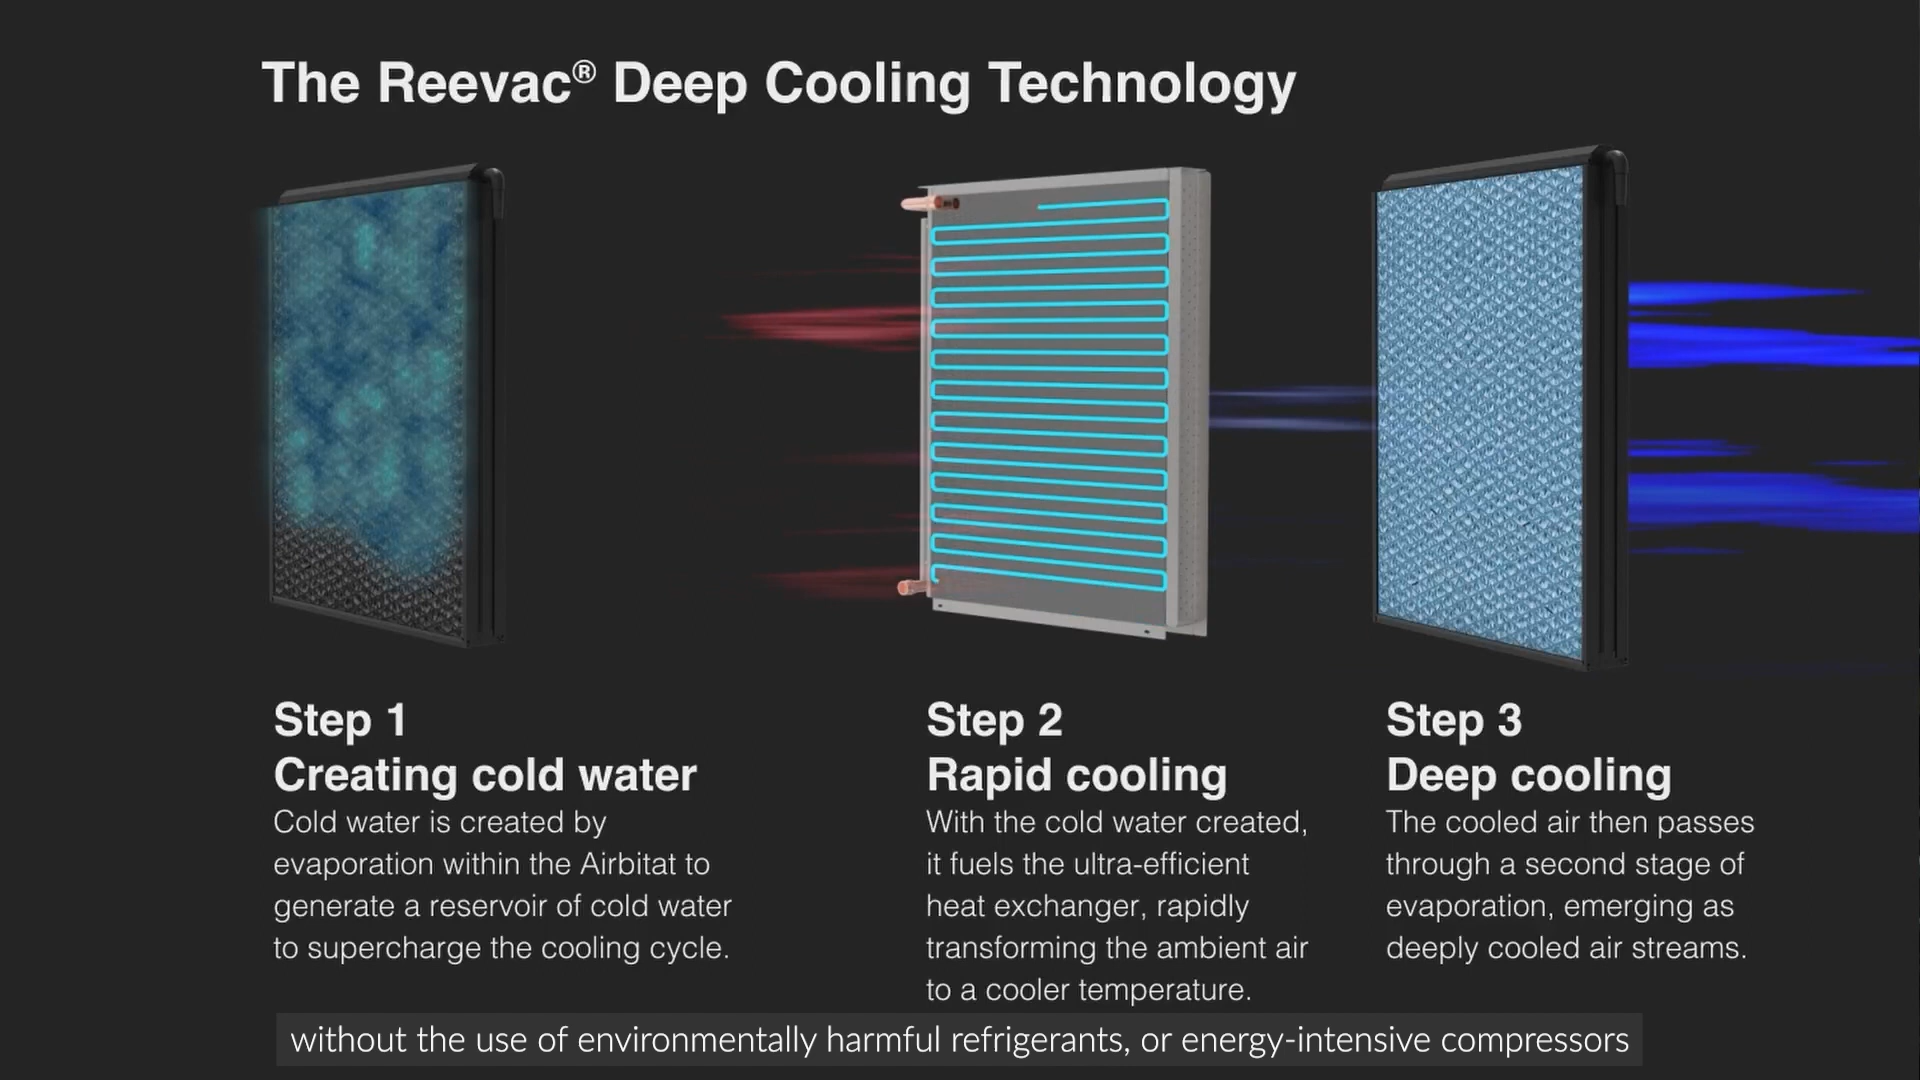 The Reevac® Deep Cooling Technology
Step 1
Creating cold water
Cold water is created by
evaporation within the Airbitat to
generate a reservoir of cold water
to supercharge the cooling cycle.
Step 2
Rapid cooling
With the cold water created,
it fuels the ultra-efficient
heat exchanger, rapidly
transforming the ambient air
to a cooler temperature.
Step 3
Deep cooling
The cooled air then passes
through a second stage of
evaporation, emerging as
deeply cooled air streams.
without the use of environmentally harmful refrigerants, or energy-intensive compressors